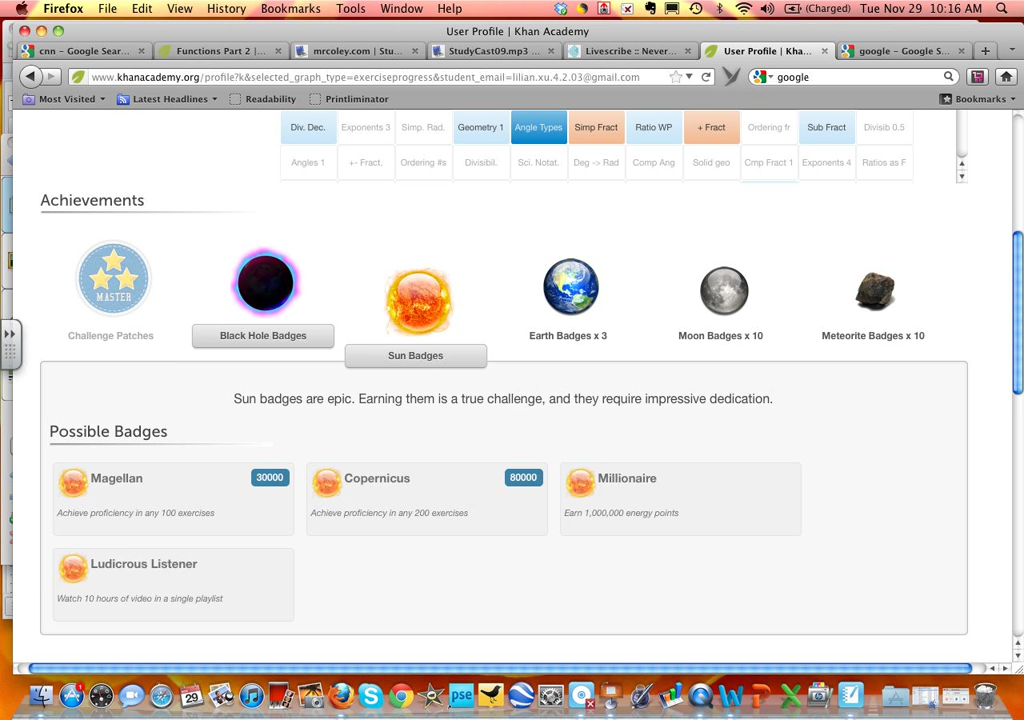 Firefox File Edit View History Bookmarks Tools Window Help (Charged) Tue Nov 29 10:16 AM
User Profile | Khan Academy
cnn - Google Sear... Functions Part 2 | ... mrcoley.com | Stu... StudyCast09.mp3 ... Livescribe :: Never... User Profile | Kha... google - Google S...
www.khanacademy.org/profile?k&selected_graph_type=exerciseprogress&student_email=lilian.xu.4.2.03@gmail.com google
Most Visited Latest Headlines Readability Printliminator Bookmarks
Div. Dec. Exponents 3 Simp. Rad. Geometry 1 Angle Types Simp Fract Ratio WP + Fract Ordering fr Sub Fract Divisib 0.5
Angles 1 +- Fract. Ordering #s Divisibil. Sci. Notat. Deg -> Rad Comp Ang Solid geo Cmp Fract 1 Exponents 4 Ratios as F
Achievements
MASTER
Challenge Patches Black Hole Badges Sun Badges Earth Badges x 3 Moon Badges x 10 Meteorite Badges x 10
Sun badges are epic. Earning them is a true challenge, and they require impressive dedication.
Possible Badges
Magellan 30000 Copernicus 80000 Millionaire
Achieve proficiency in any 100 exercises Achieve proficiency in any 200 exercises Earn 1,000,000 energy points
Ludicrous Listener
Watch 10 hours of video in a single playlist
29 pse